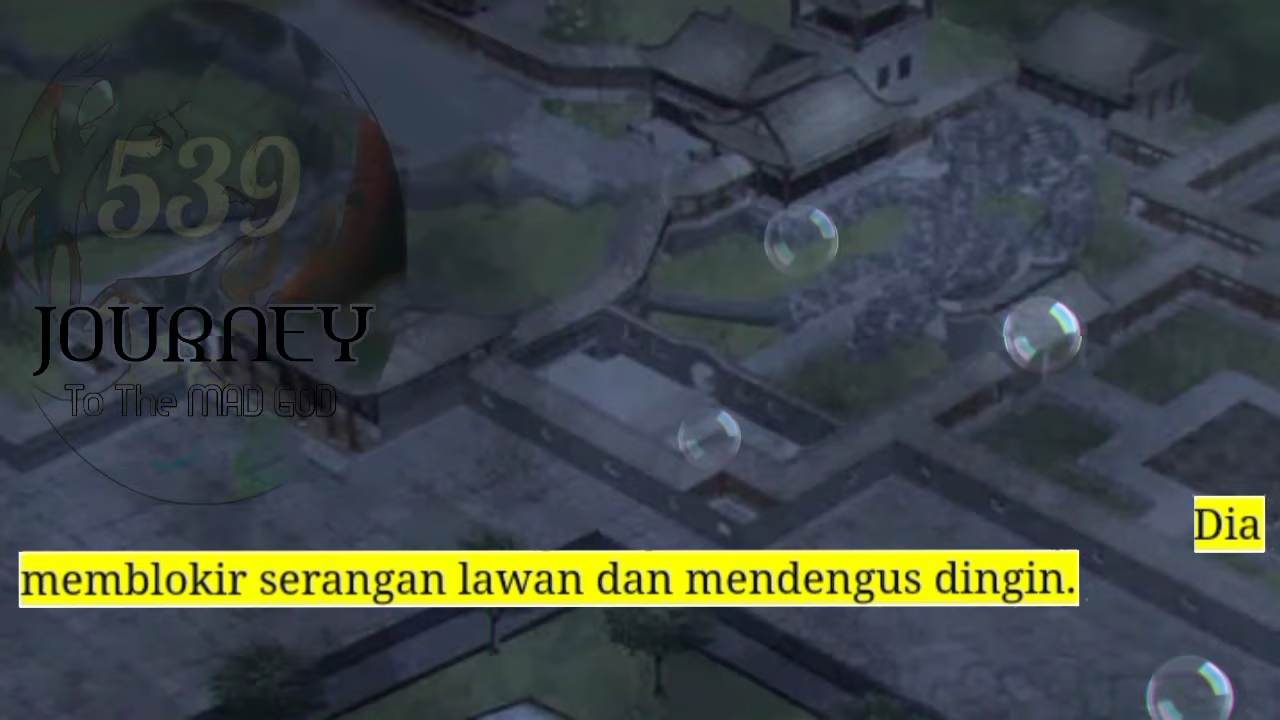 539
JOURNEY
To The MAD GOD
Dia
memblokir serangan lawan dan mendengus dingin.